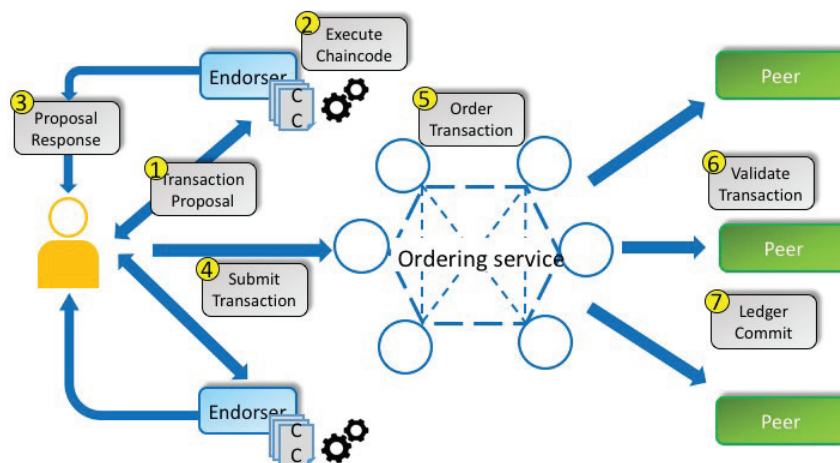 2
Execute
Chaincode
Endorser
C
C
3
Proposal
Response
1
Transaction
Proposal
4
Submit
Transaction
5
Order
Transaction
Ordering service
Peer
6
Validate
Transaction
Peer
7
Ledger
Commit
Peer
Endorser
C
C